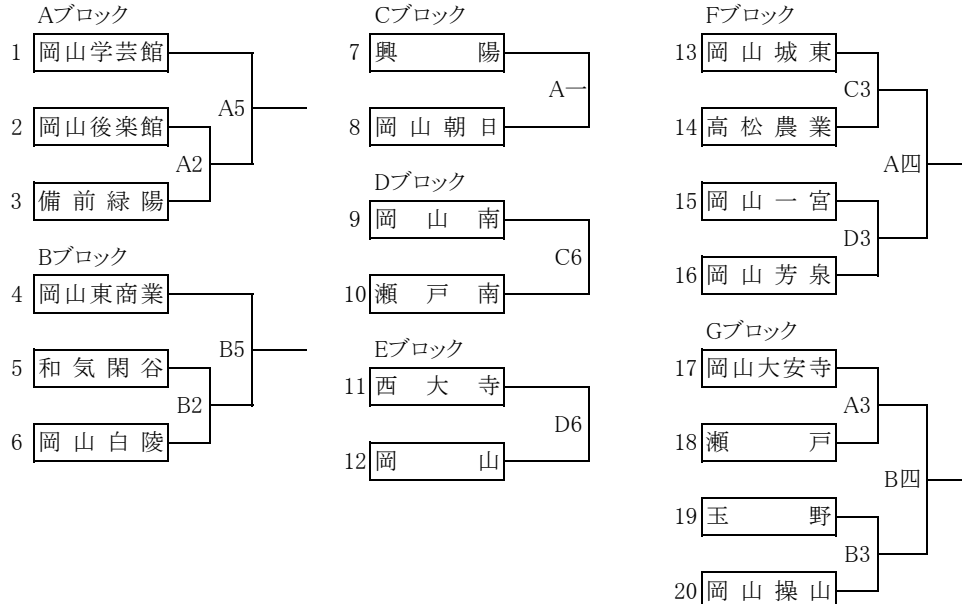 Aブロック
1 岡山学芸館
A5
2 岡山後楽館
A2
3 備前緑陽
Bブロック
4 岡山東商業
B5
5 和気閑谷
B2
6 岡山白陵
Cブロック
7 興陽
A一
8 岡山朝日
Dブロック
9 岡山南
C6
10 瀬戸南
Eブロック
11 西大寺
D6
12 岡山
Fブロック
13 岡山城東
C3
14 高松農業
A四
15 岡山一宮
D3
16 岡山芳泉
Gブロック
17 岡山大安寺
A3
18 瀬戸
B四
19 玉野
B3
20 岡山操山